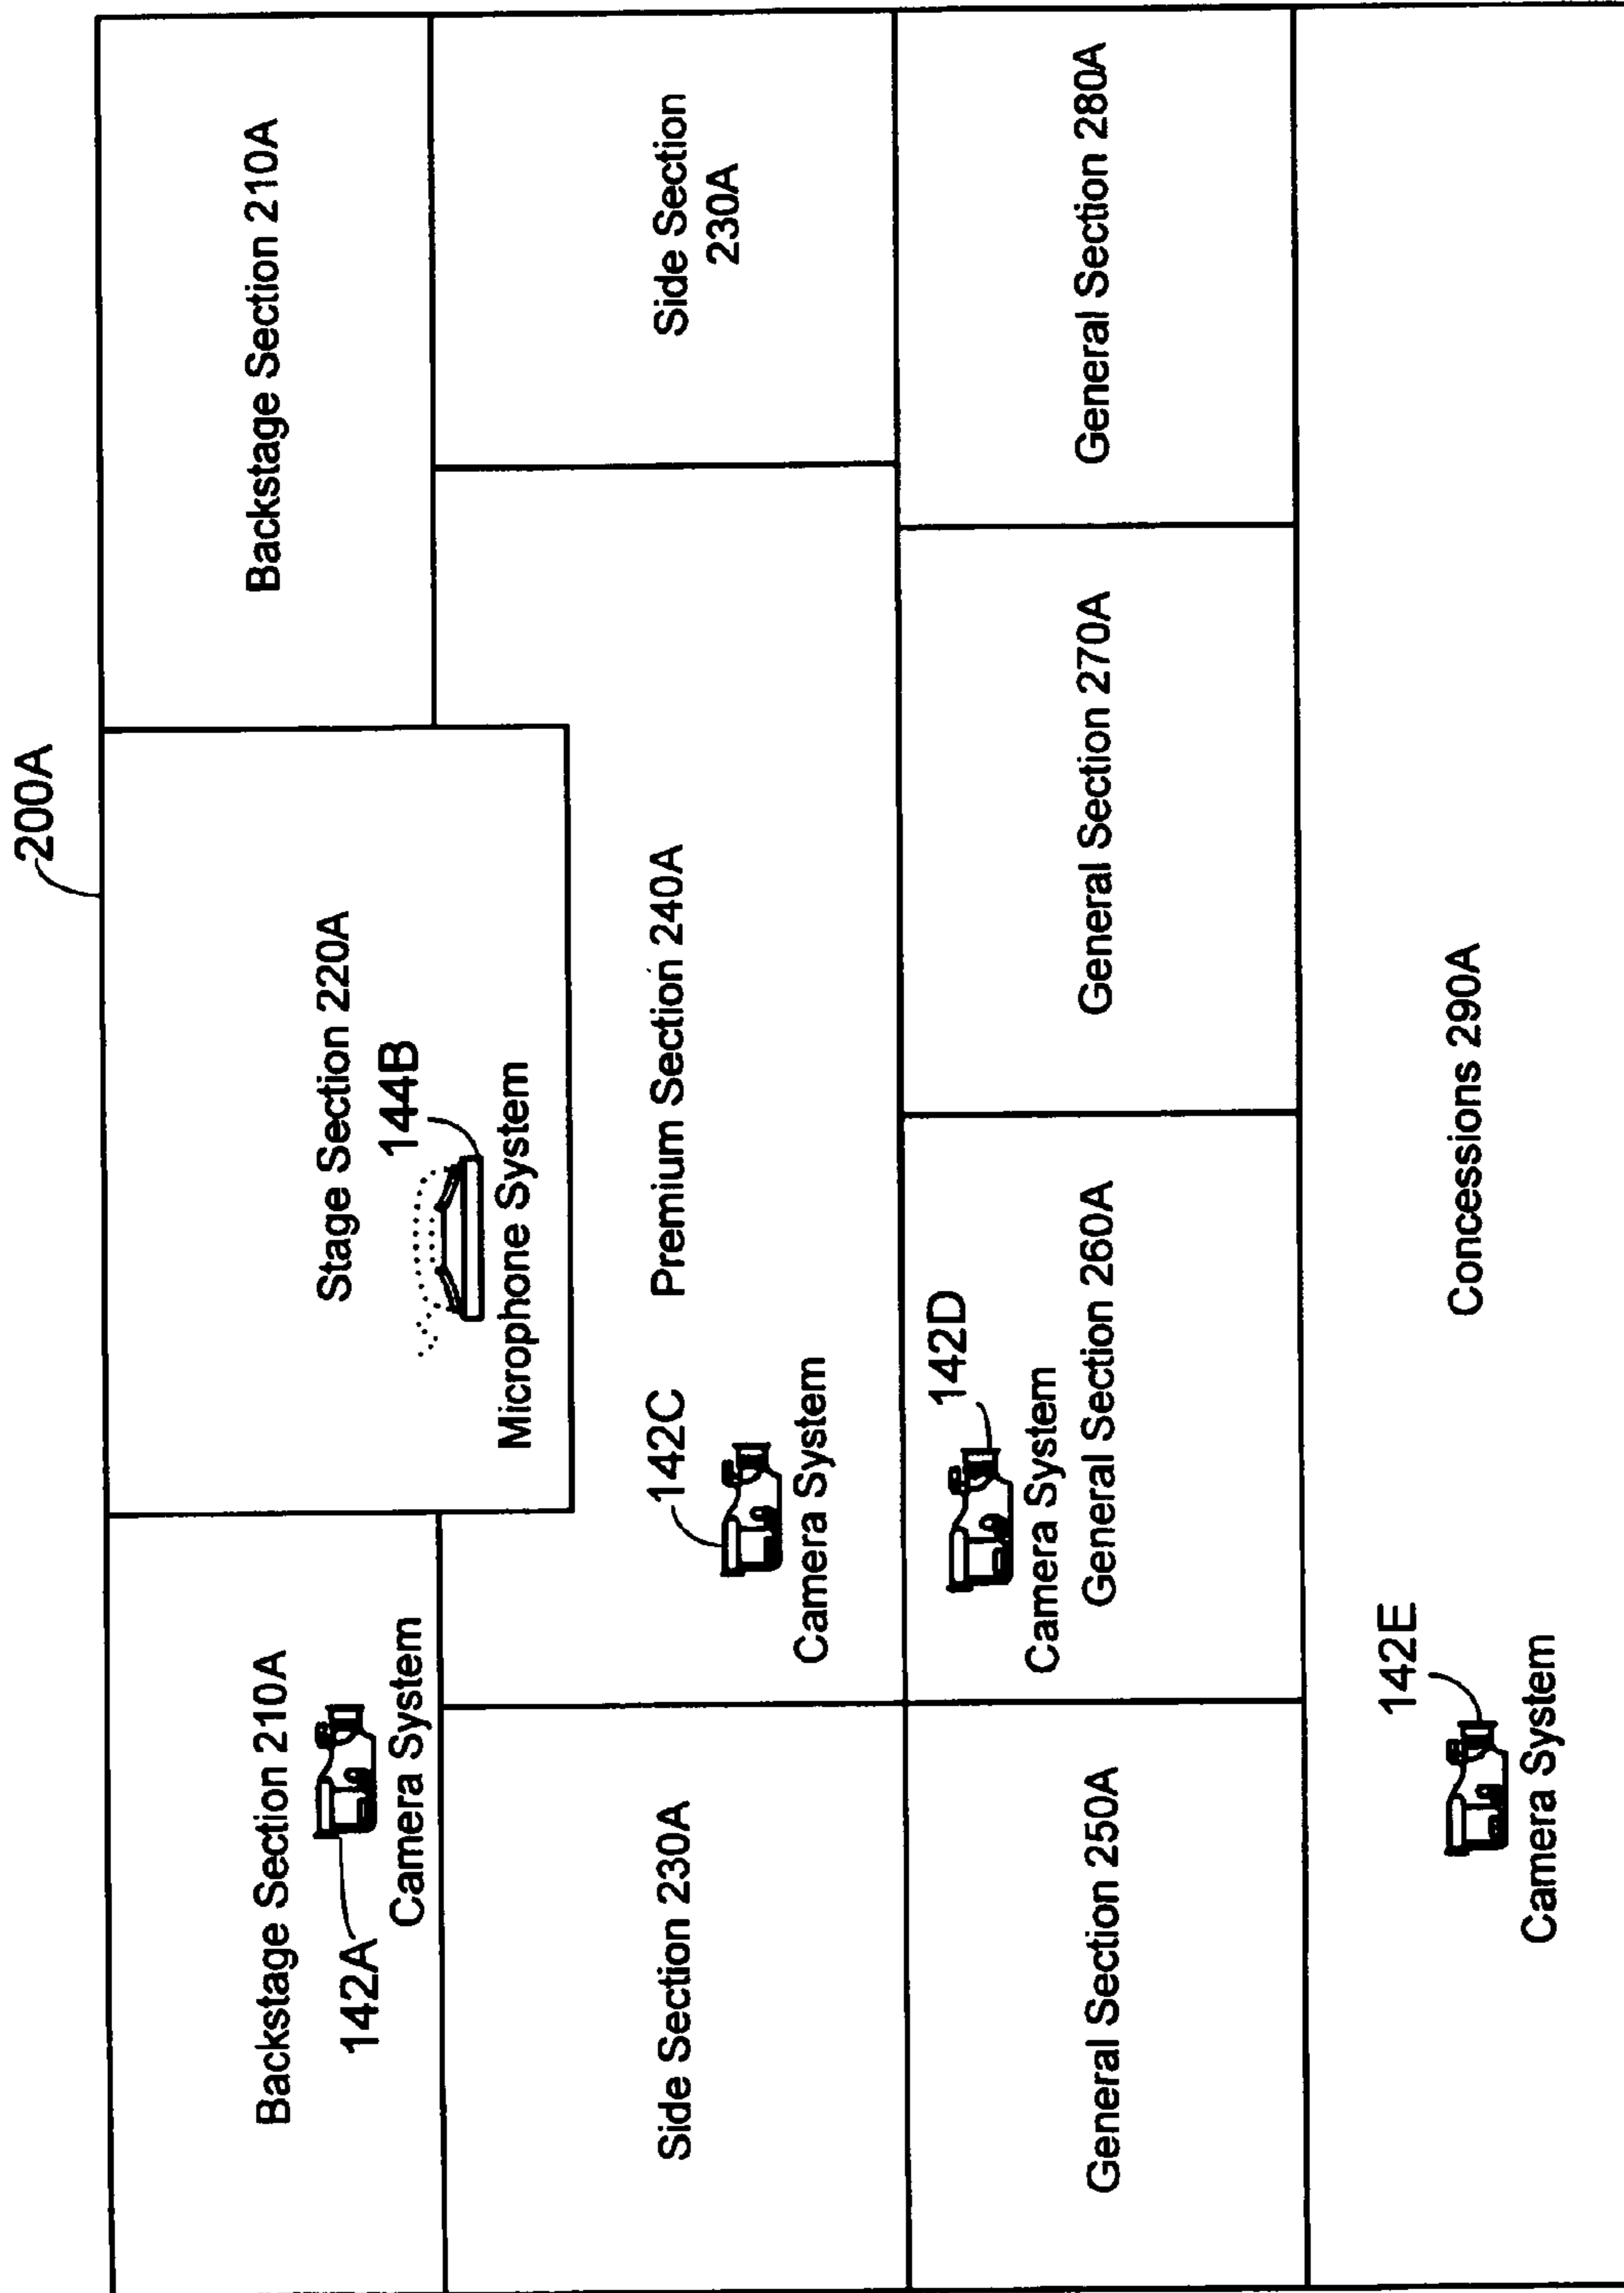 200A
Backstage Section 210A
142A
Camera System
Stage Section 220A
144B
Microphone System
Backstage Section 210A
Side Section 230A
142C
Premium Section 240A
Camera System
Side Section
230A
General Section 250A
142D
Camera System
General Section 260A
General Section 270A
General Section 280A
142E
Camera System
Concessions 290A